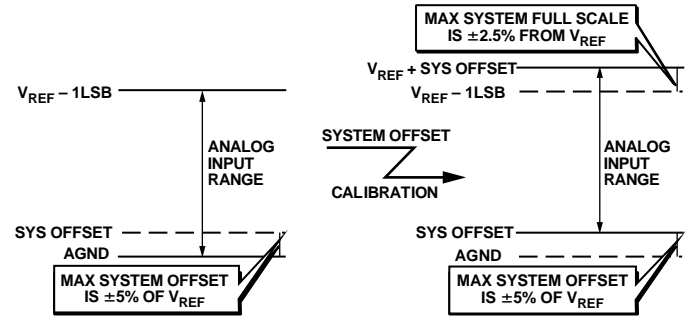 MAX SYSTEM FULL SCALE
IS ±2.5% FROM VREF
VREF – 1LSB
ANALOG
INPUT
RANGE
SYS OFFSET
AGND
MAX SYSTEM OFFSET
IS ±5% OF VREF
SYSTEM OFFSET
CALIBRATION
VREF + SYS OFFSET
VREF – 1LSB
ANALOG
INPUT
RANGE
SYS OFFSET
AGND
MAX SYSTEM OFFSET
IS ±5% OF VREF